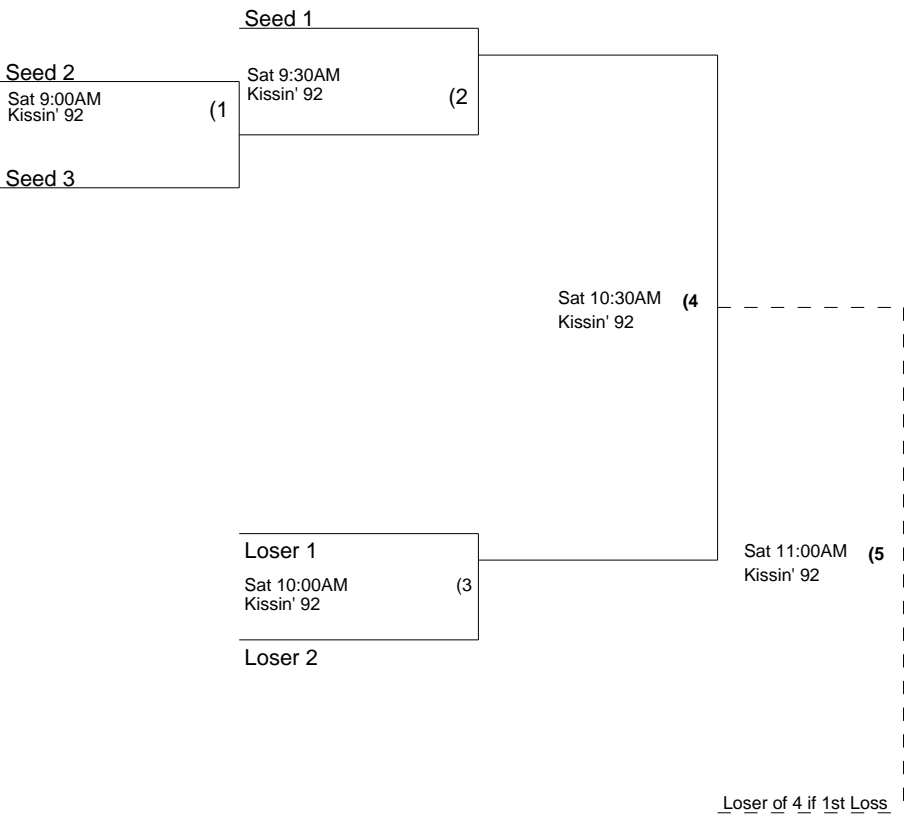 Seed 1
Seed 2
Sat 9:00AM
Kissin' 92
(1
Sat 9:30AM
Kissin' 92
(2
Seed 3
Sat 10:30AM
Kissin' 92
(4
Loser 1
Sat 10:00AM
Kissin' 92
(3
Loser 2
Sat 11:00AM
Kissin' 92
(5
Loser of 4 if 1st Loss